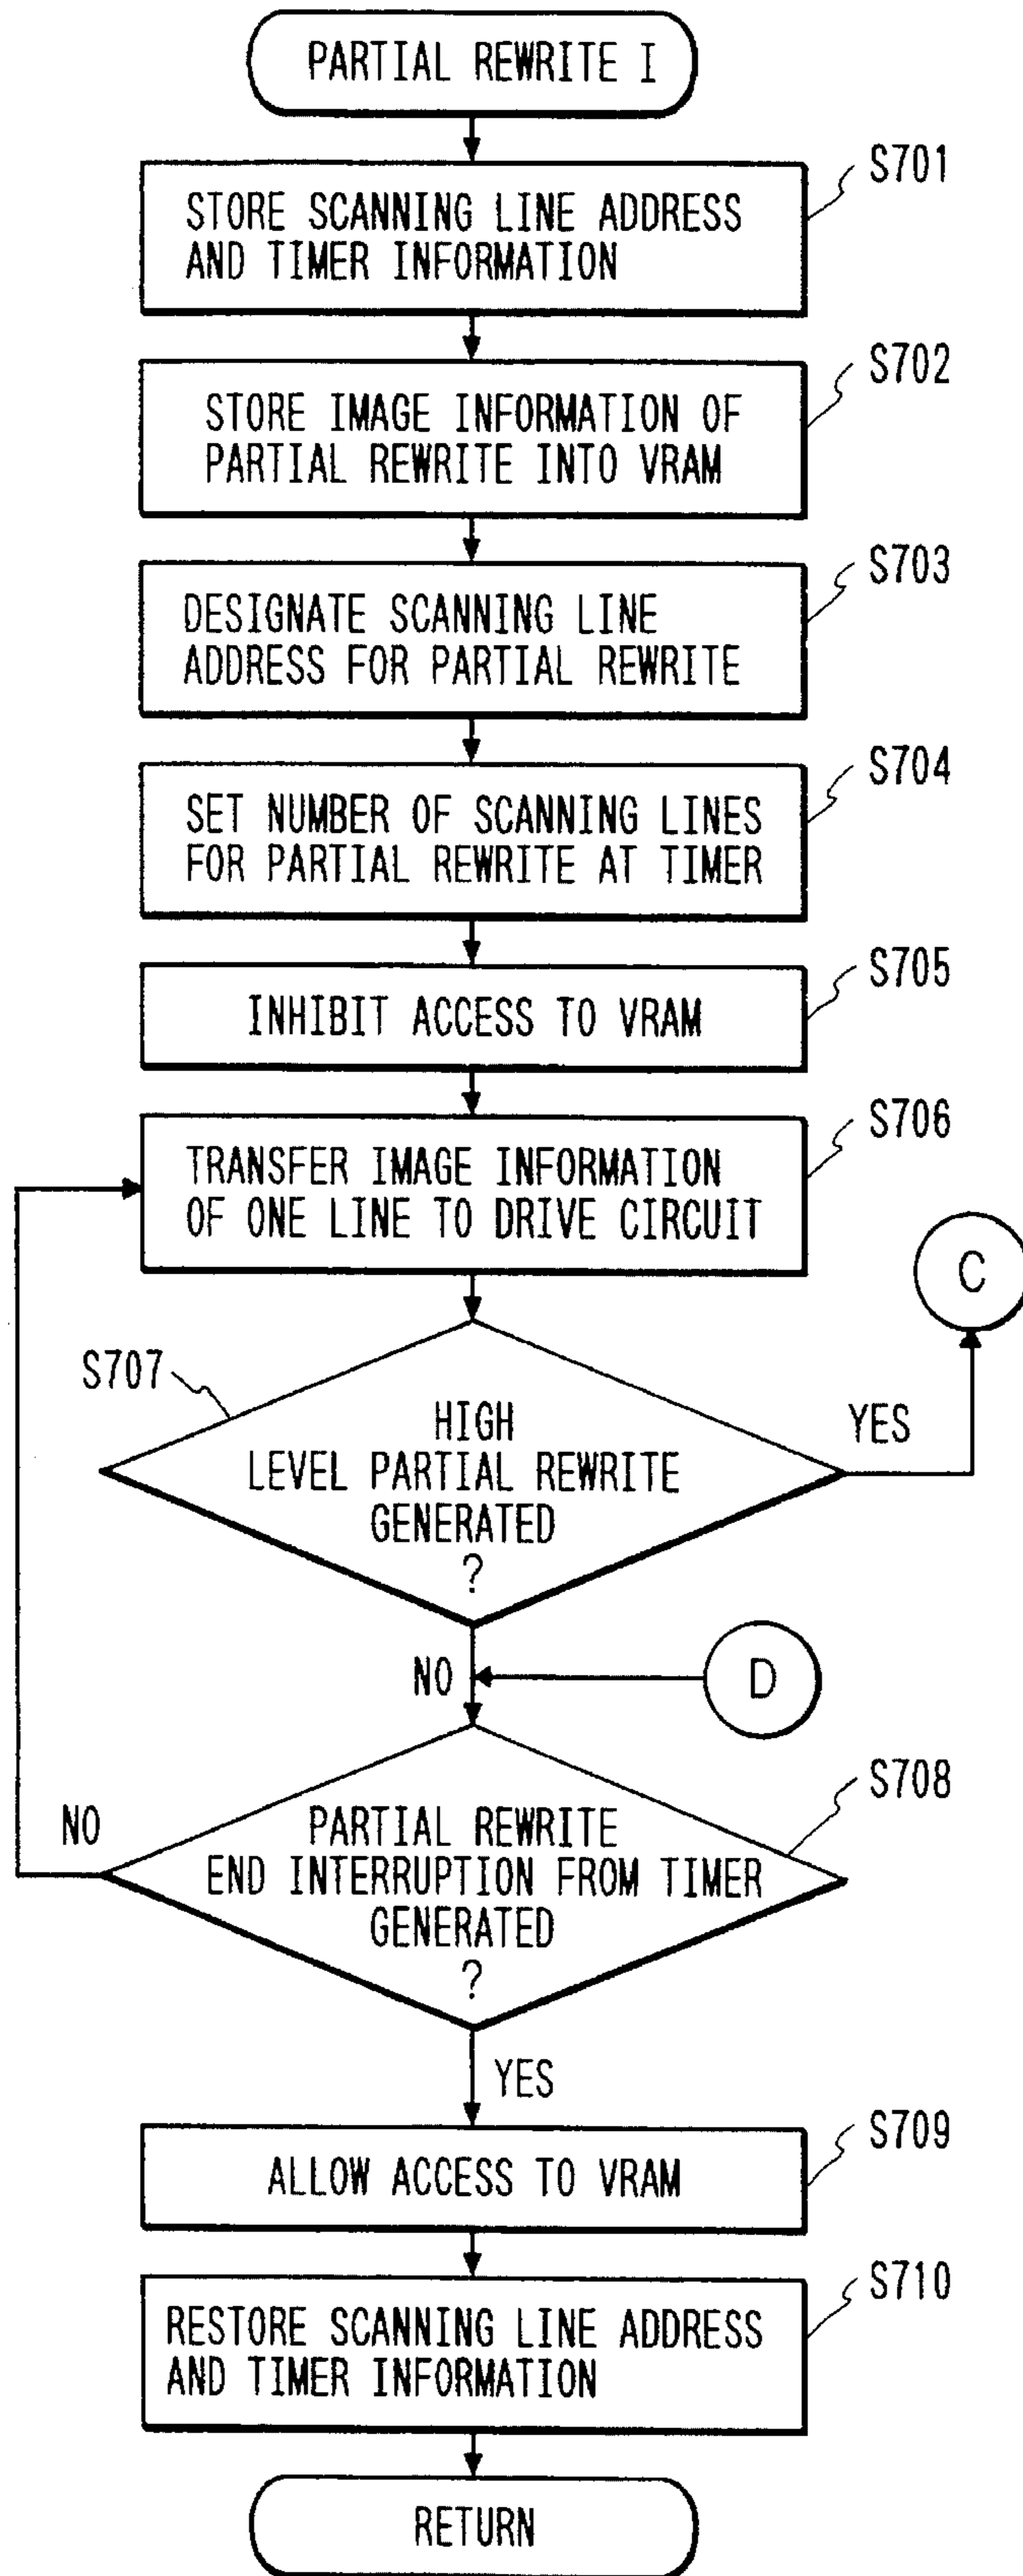 PARTIAL REWRITE I
S701
STORE SCANNING LINE ADDRESS
AND TIMER INFORMATION
S702
STORE IMAGE INFORMATION OF
PARTIAL REWRITE INTO VRAM
S703
DESIGNATE SCANNING LINE
ADDRESS FOR PARTIAL REWRITE
S704
SET NUMBER OF SCANNING LINES
FOR PARTIAL REWRITE AT TIMER
S705
INHIBIT ACCESS TO VRAM
S706
TRANSFER IMAGE INFORMATION
OF ONE LINE TO DRIVE CIRCUIT
C
S707
HIGH
LEVEL PARTIAL REWRITE
GENERATED
?
YES
NO
D
S708
NO
PARTIAL REWRITE
END INTERRUPTION FROM TIMER
GENERATED
?
YES
S709
ALLOW ACCESS TO VRAM
S710
RESTORE SCANNING LINE ADDRESS
AND TIMER INFORMATION
RETURN